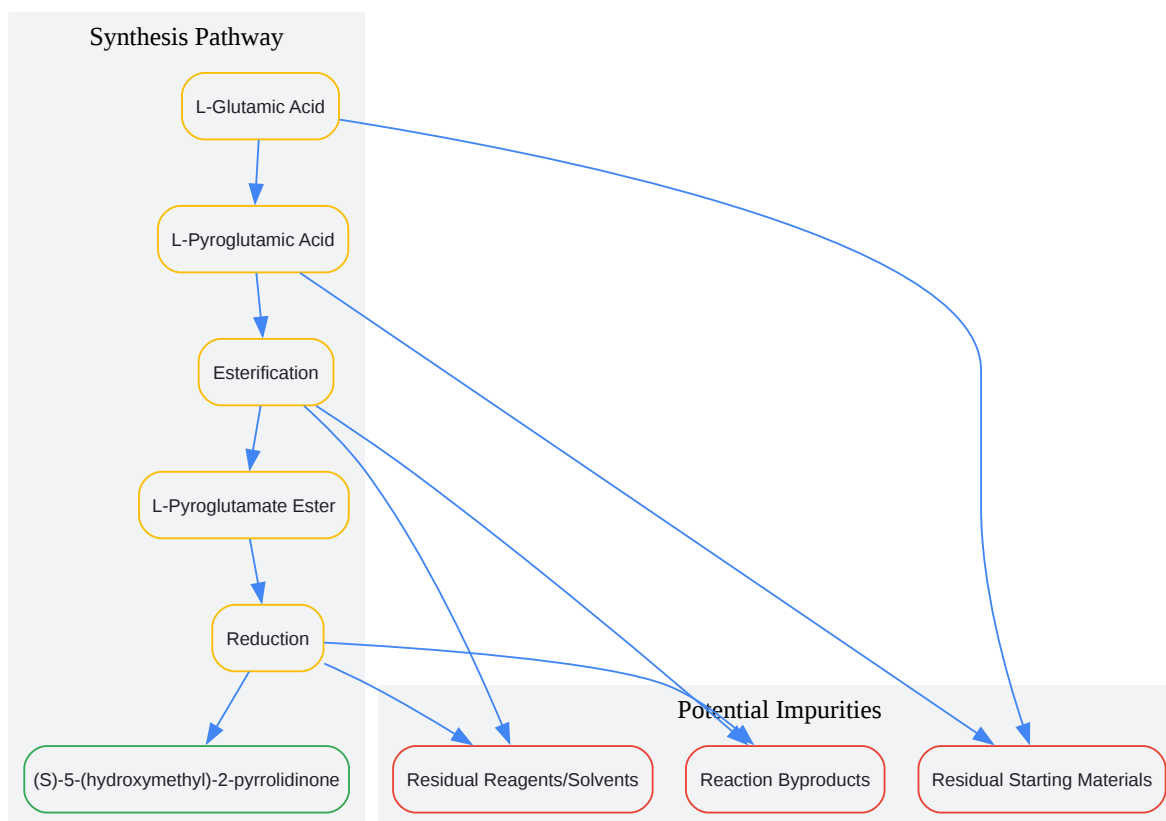 Synthesis Pathway
L-Glutamic Acid
L-Pyroglutamic Acid
Esterification
L-Pyroglutamate Ester
Reduction
(S)-5-(hydroxymethyl)-2-pyrrolidinone
Potential Impurities
Residual Reagents/Solvents
Reaction Byproducts
Residual Starting Materials